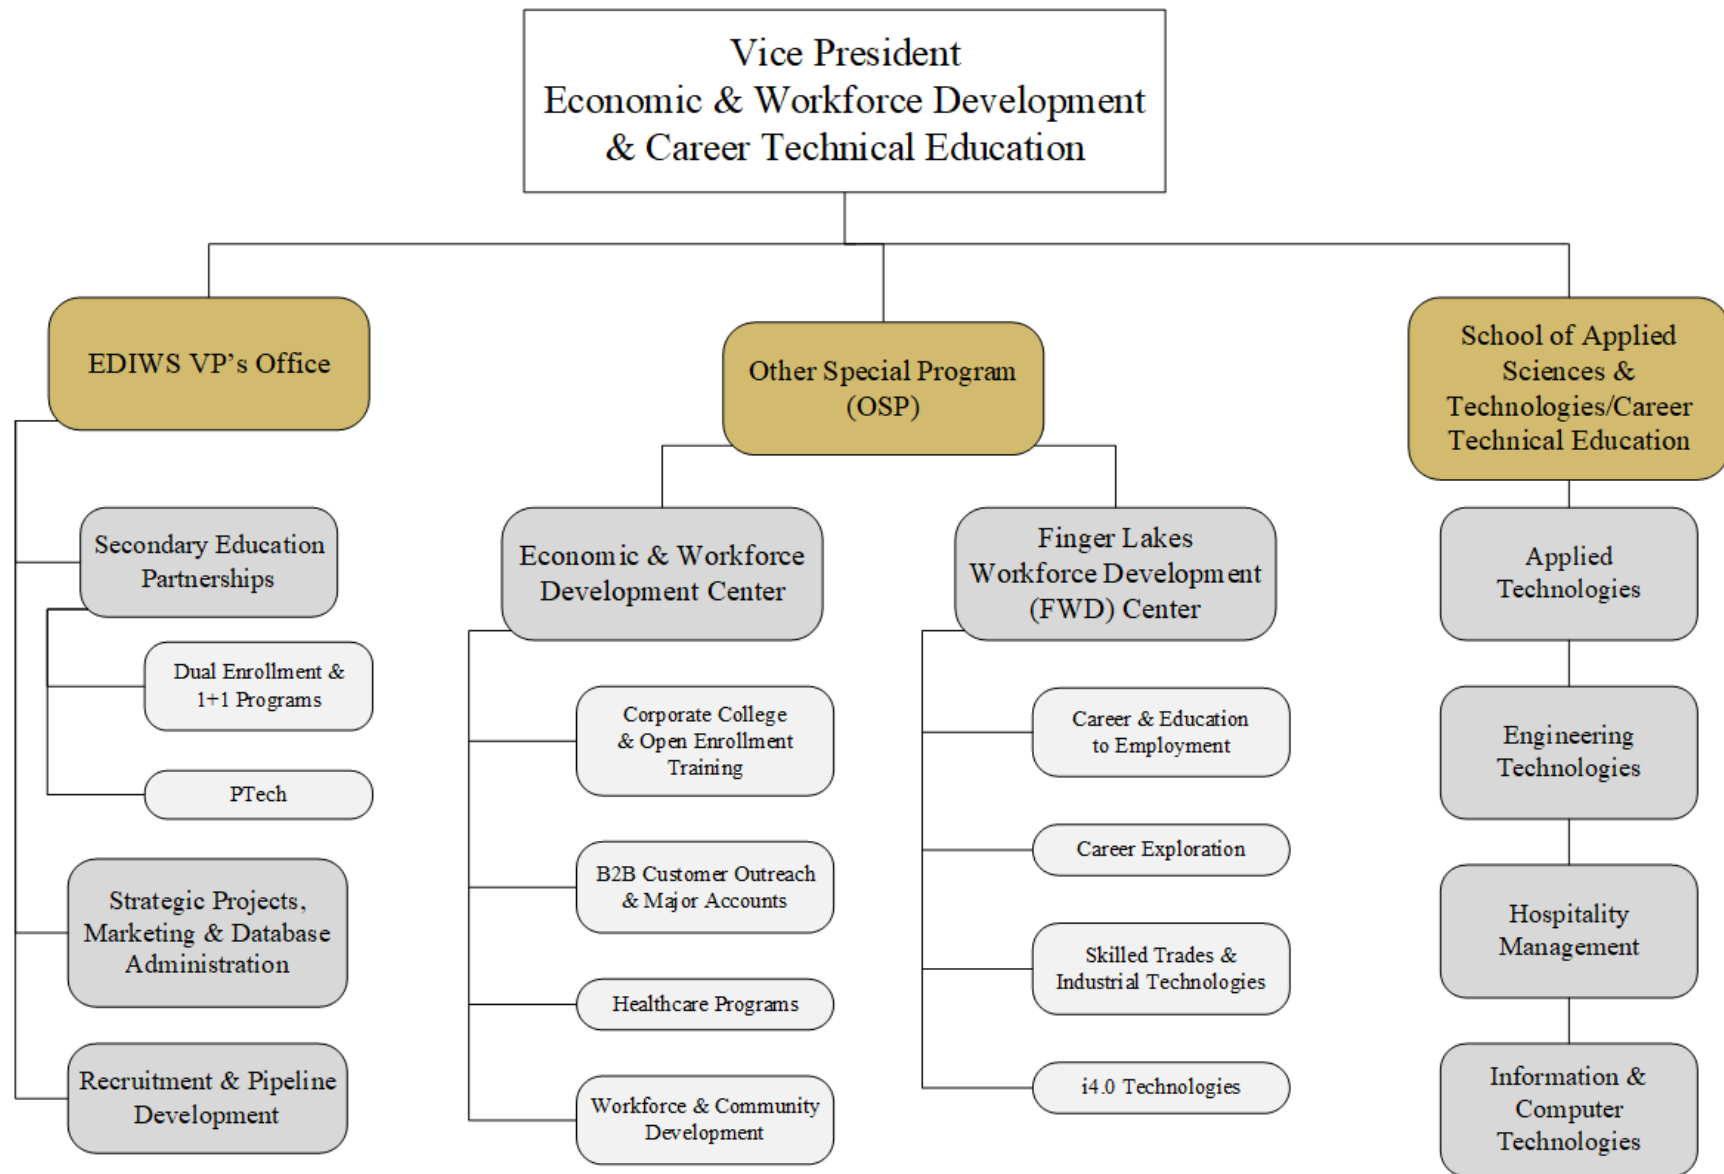 Vice President
Economic & Workforce Development
& Career Technical Education
EDIWS VP’s Office
Secondary Education
Partnerships
Dual Enrollment &
1+1 Programs
PTech
Strategic Projects,
Marketing & Database
Administration
Recruitment & Pipeline
Development
Other Special Program
(OSP)
Economic & Workforce
Development Center
Corporate College
& Open Enrollment
Training
B2B Customer Outreach
& Major Accounts
Healthcare Programs
Workforce & Community
Development
Finger Lakes
Workforce Development
(FWD) Center
Career & Education
to Employment
Career Exploration
Skilled Trades &
Industrial Technologies
i4.0 Technologies
School of Applied
Sciences &
Technologies/Career
Technical Education
Applied
Technologies
Engineering
Technologies
Hospitality
Management
Information &
Computer
Technologies